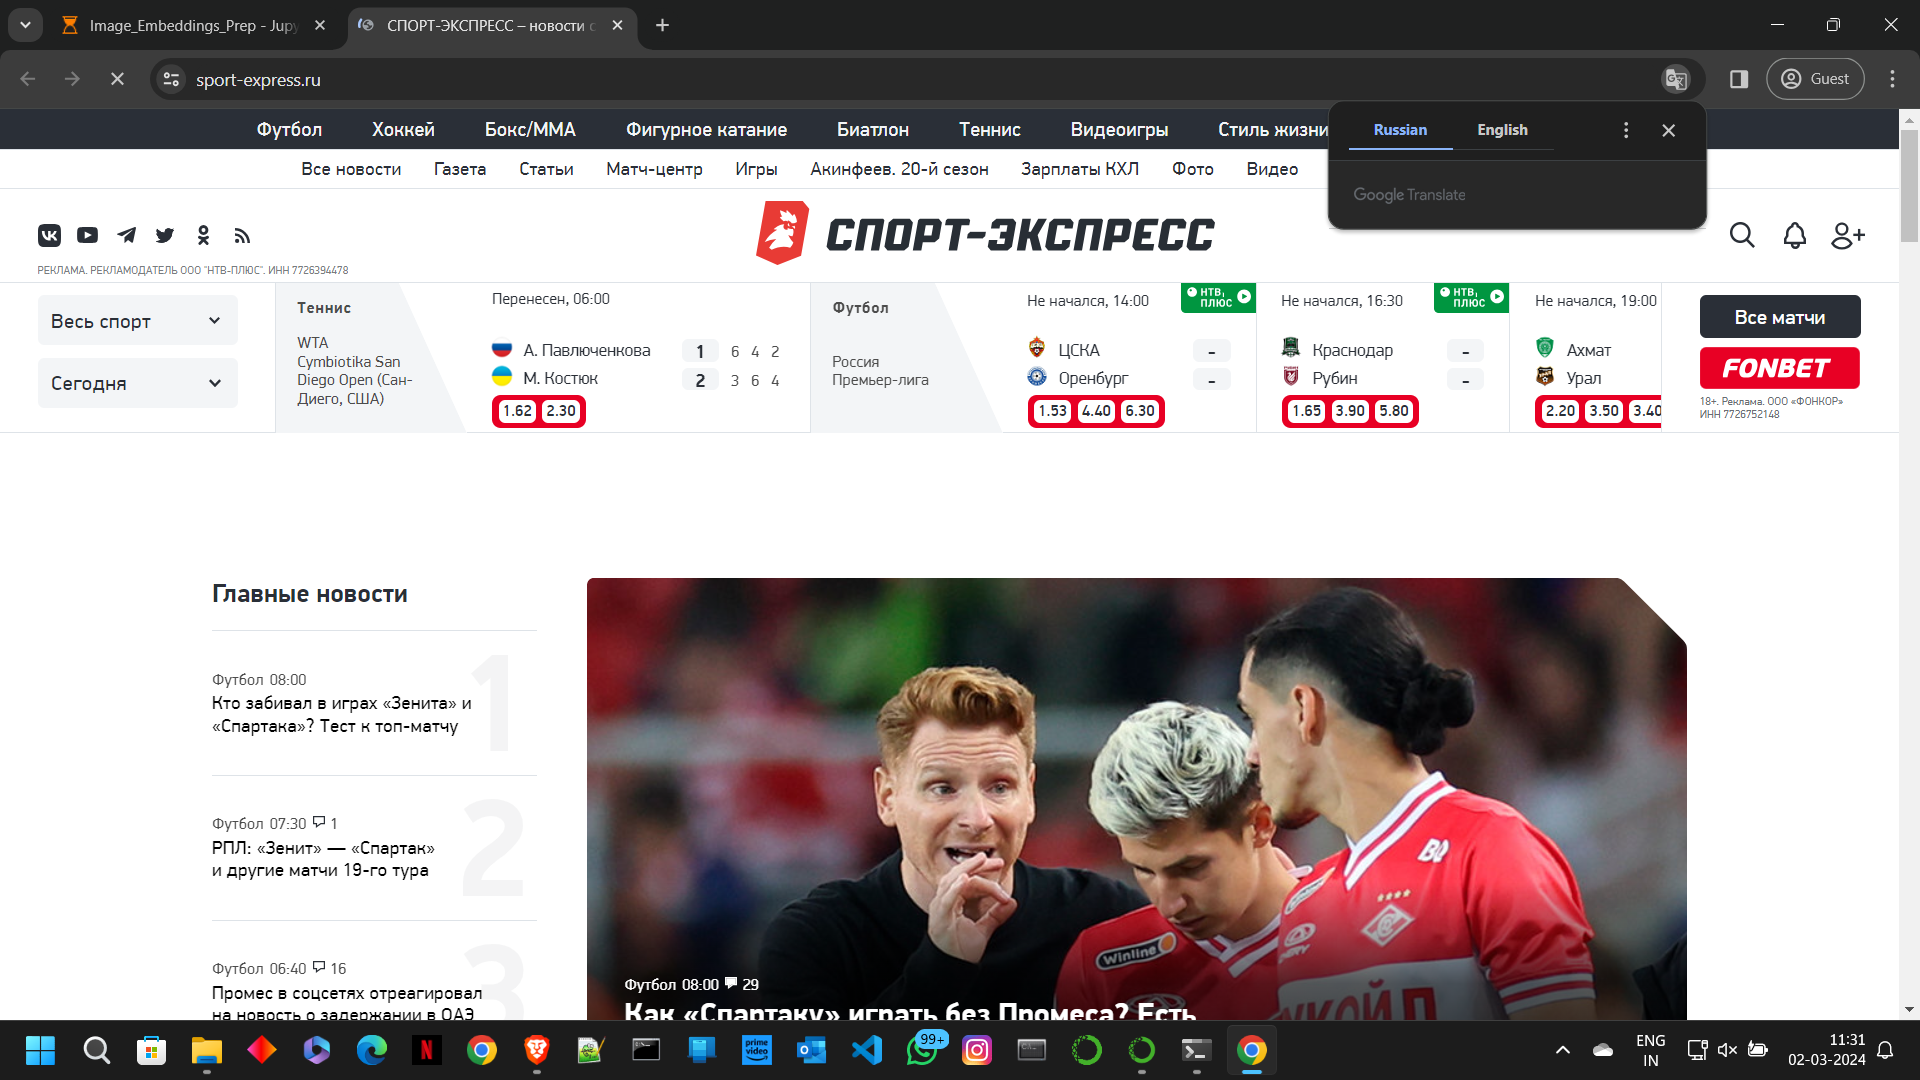 Image_Embeddings_Prep - Jupy
СПОРТ-ЭКСПРЕСС – новости с
sport-express.ru
Guest
Футбол Хоккей Бокс/ММА Фигурное катание Биатлон Теннис Видеоигры Стиль жизни
Russian English
Google Translate
Все новости Газета Статьи Матч-центр Игры Акинфеев. 20-й сезон Зарплаты КХЛ Фото Видео
СПОРТ-ЭКСПРЕСС
РЕКЛАМА. РЕКЛАМОДАТЕЛЬ ООО "НТВ-ПЛЮС". ИНН 7726394478
Весь спорт
Сегодня
Теннис
WTA
Cymbiotika San
Diego Open (Сан-
Диего, США)
Перенесен, 06:00
А. Павлюченкова 1 6 4 2
М. Костюк 2 3 6 4
1.62 2.30
Футбол
Россия
Премьер-лига
Не начался, 14:00
НТВ
ПЛЮС
ЦСКА -
Оренбург -
1.53 4.40 6.30
Не начался, 16:30
НТВ
ПЛЮС
Краснодар -
Рубин -
1.65 3.90 5.80
Не начался, 19:00
Ахмат
Урал
2.20 3.50 3.40
Все матчи
FONBET
18+. Реклама. ООО «ФОНКОР»
ИНН 7726752148
Главные новости
1
Футбол 08:00
Кто забивал в играх «Зенита» и
«Спартака»? Тест к топ-матчу
2
Футбол 07:30 1
РПЛ: «Зенит» — «Спартак»
и другие матчи 19-го тура
3
Футбол 06:40 16
Промес в соцсетях отреагировал
на новость о задержании в ОАЭ
Winline
Футбол 08:00 29
Как «Спартаку» играть без Промеса? Есть
99+
prime
video
ENG
IN
11:31
02-03-2024